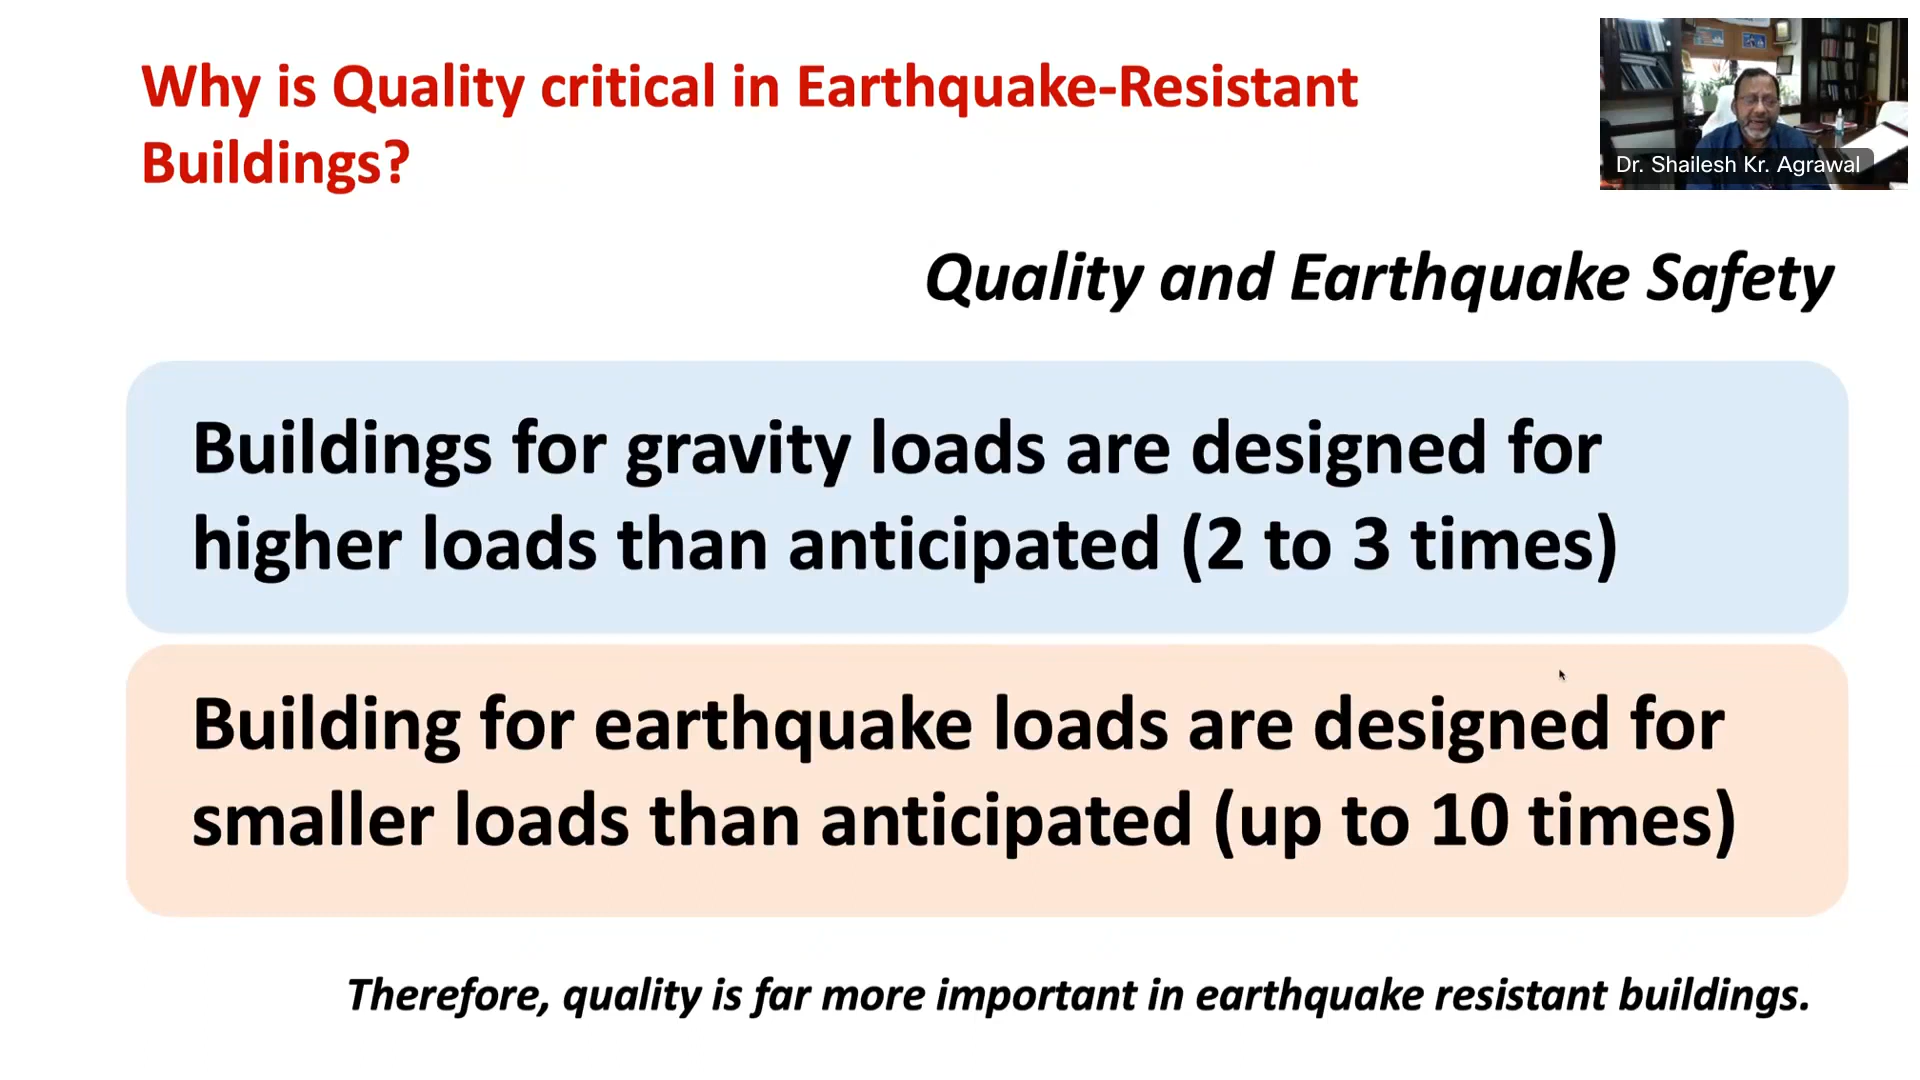 Why is Quality critical in Earthquake-Resistant
Buildings?
Dr. Shailesh Kr. Agrawal
Quality and Earthquake Safety
Buildings for gravity loads are designed for
higher loads than anticipated (2 to 3 times)
Building for earthquake loads are designed for
smaller loads than anticipated (up to 10 times)
Therefore, quality is far more important in earthquake resistant buildings.